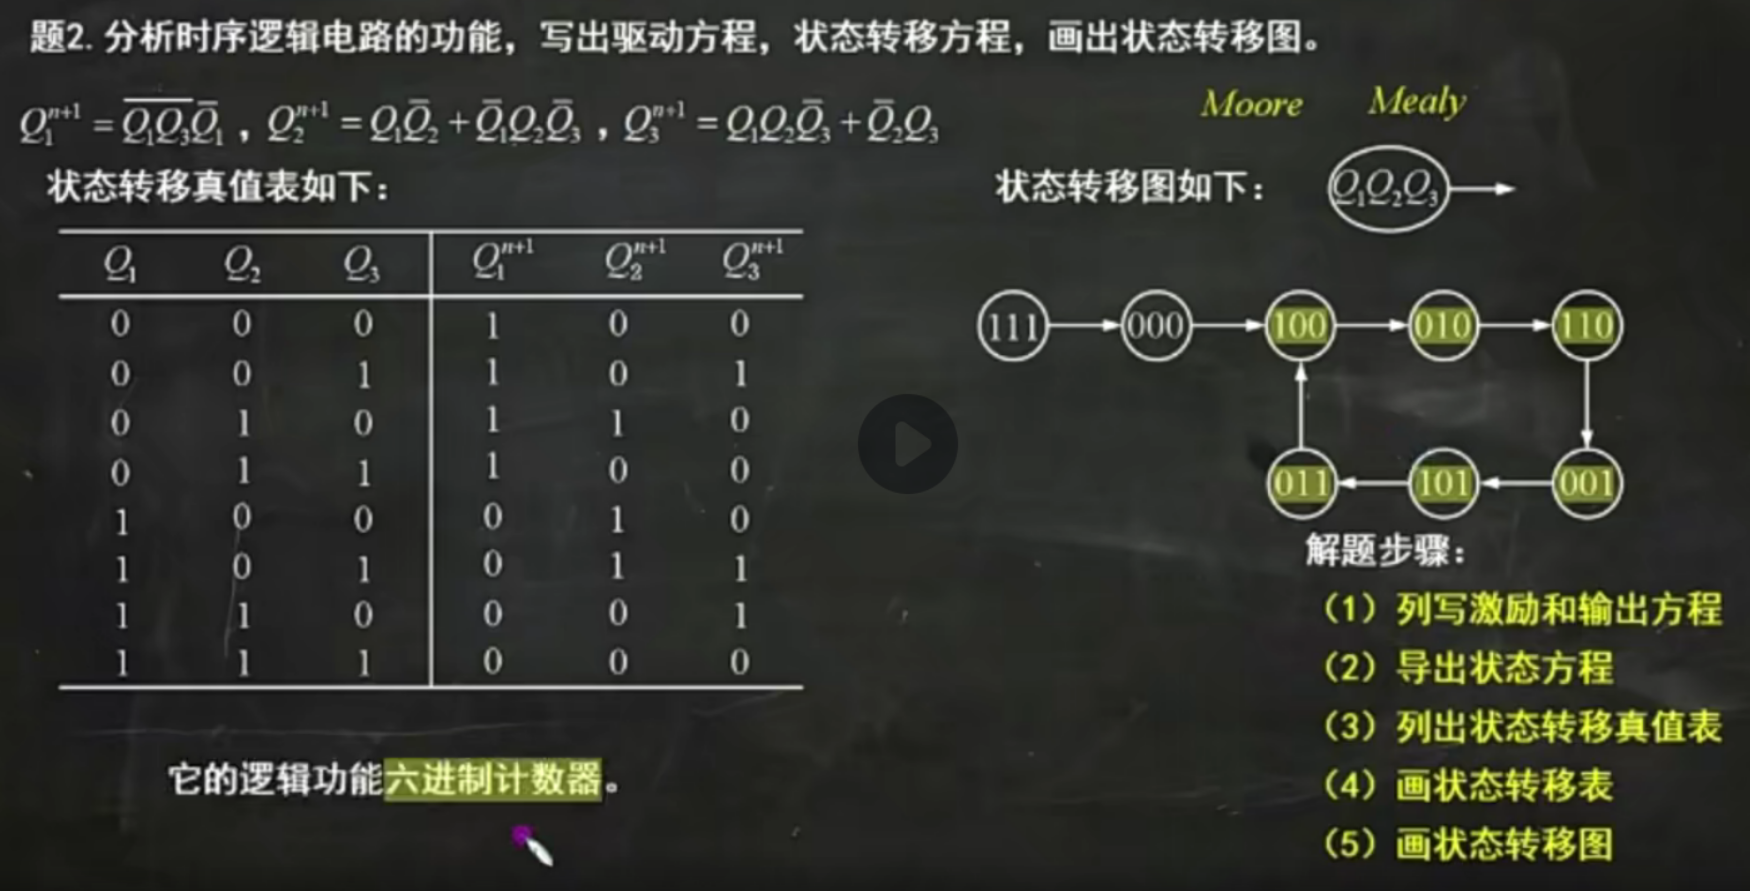 题2. 分析时序逻辑电路的功能，写出驱动方程，状态转移方程，画出状态转移图。
Q₁ⁿ⁺¹ = \overline{Q₁Q₃}Q̅₁ ，Q₂ⁿ⁺¹ = Q₁Q̅₂ + Q̅₁Q₂Q̅₃ ，Q₃ⁿ⁺¹ = Q₁Q₂Q̅₃ + Q̅₂Q₃
Moore Mealy
状态转移真值表如下：
Q₁ Q₂ Q₃ Q₁ⁿ⁺¹ Q₂ⁿ⁺¹ Q₃ⁿ⁺¹
0 0 0 1 0 0
0 0 1 1 0 1
0 1 0 1 1 0
0 1 1 1 0 0
1 0 0 0 1 0
1 0 1 0 1 1
1 1 0 0 0 1
1 1 1 0 0 0
它的逻辑功能六进制计数器。
状态转移图如下： Q₁Q₂Q₃
111 000 100 010 110
011 101 001
解题步骤：
（1）列写激励和输出方程
（2）导出状态方程
（3）列出状态转移真值表
（4）画状态转移表
（5）画状态转移图